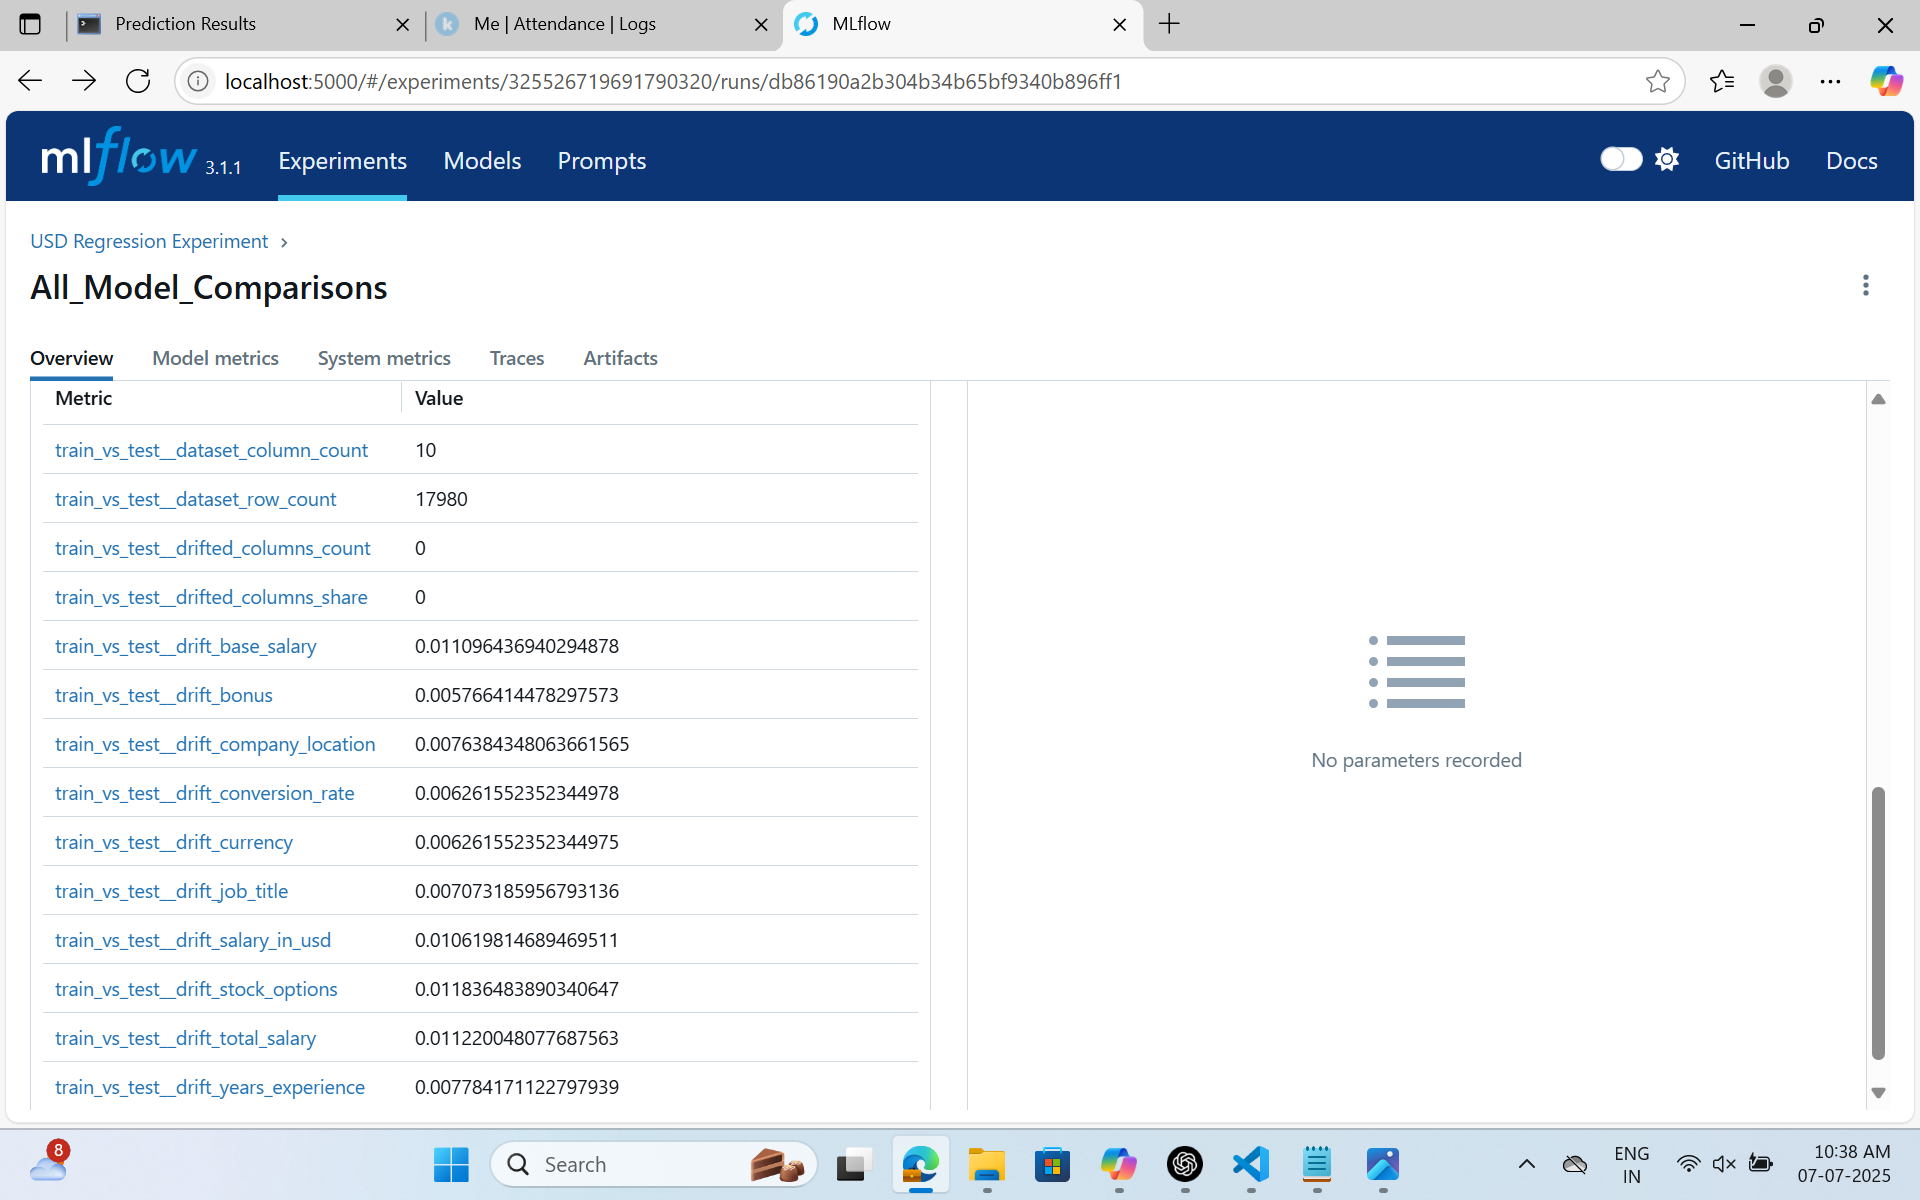 Prediction Results
Me | Attendance | Logs
MLflow
localhost:5000/#/experiments/325526719691790320/runs/db86190a2b304b34b65bf9340b896ff1
mlflow 3.1.1
Experiments
Models
Prompts
GitHub
Docs
USD Regression Experiment
All_Model_Comparisons
Overview
Model metrics
System metrics
Traces
Artifacts
Metric Value
train_vs_test__dataset_column_count 10
train_vs_test__dataset_row_count 17980
train_vs_test__drifted_columns_count 0
train_vs_test__drifted_columns_share 0
train_vs_test__drift_base_salary 0.011096436940294878
train_vs_test__drift_bonus 0.005766414478297573
train_vs_test__drift_company_location 0.0076384348063661565
train_vs_test__drift_conversion_rate 0.006261552352344978
train_vs_test__drift_currency 0.006261552352344975
train_vs_test__drift_job_title 0.007073185956793136
train_vs_test__drift_salary_in_usd 0.010619814689469511
train_vs_test__drift_stock_options 0.011836483890340647
train_vs_test__drift_total_salary 0.011220048077687563
train_vs_test__drift_years_experience 0.007784171122797939
No parameters recorded
8
Search
ENG
IN
10:38 AM
07-07-2025